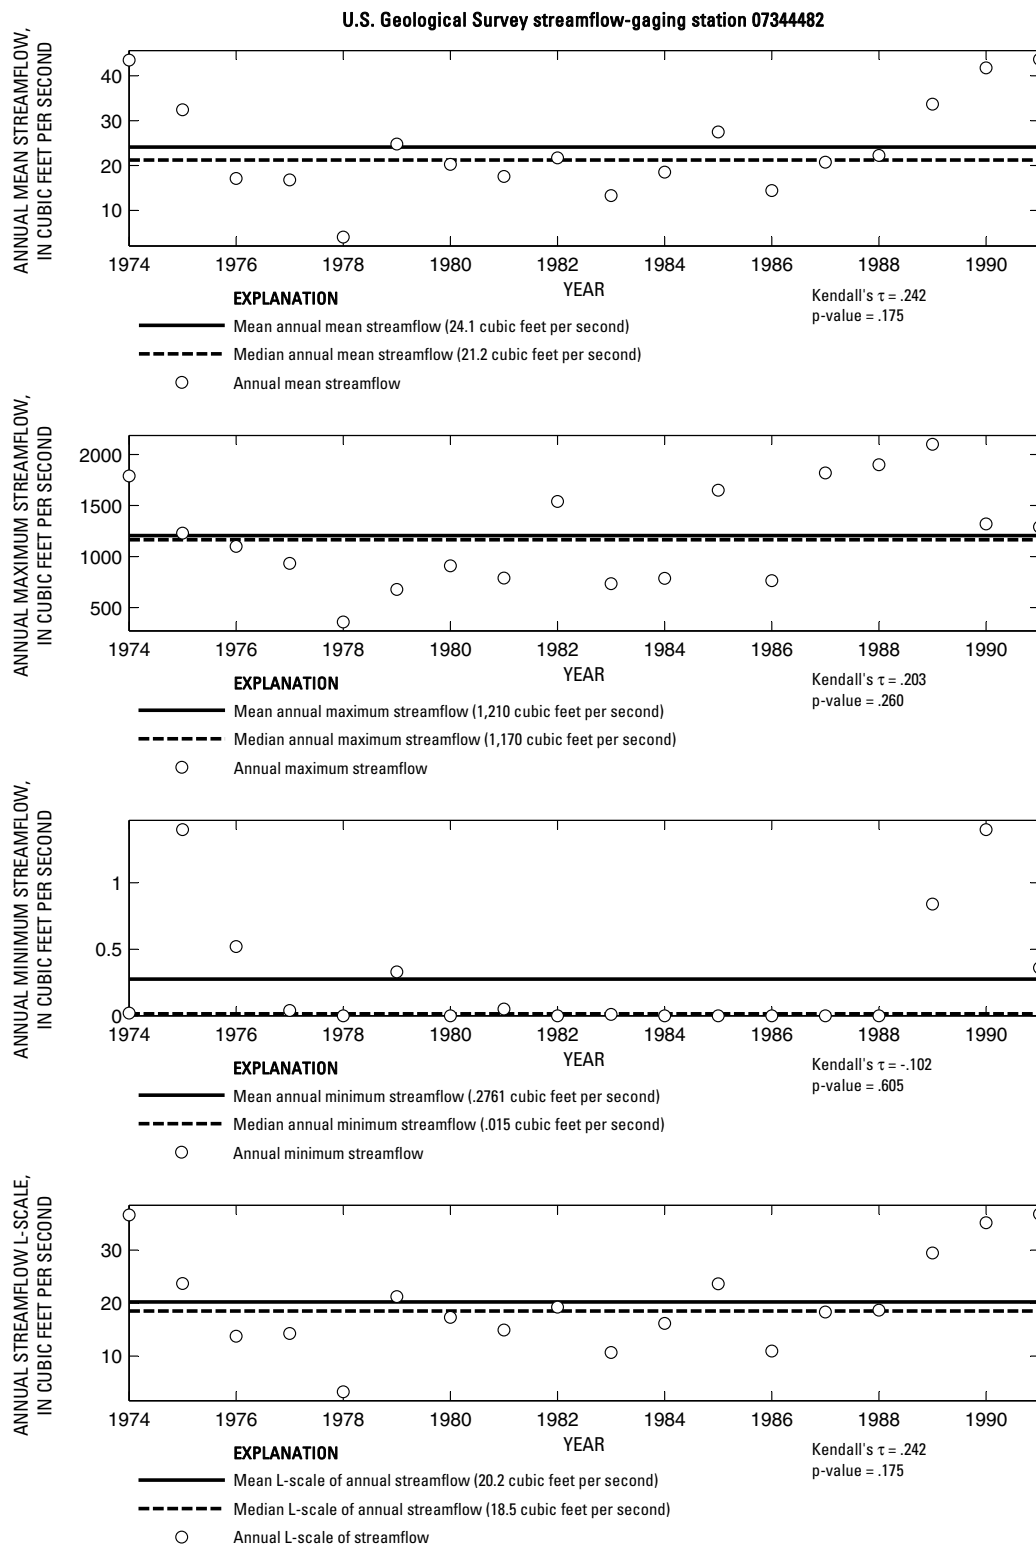 U.S. Geological Survey streamflow-gaging station 07344482
ANNUAL MEAN STREAMFLOW,
IN CUBIC FEET PER SECOND
40
30
20
10
1974 1976 1978 1980 1982 1984 1986 1988 1990
YEAR
Kendall's τ = .242
p-value = .175
EXPLANATION
Mean annual mean streamflow (24.1 cubic feet per second)
Median annual mean streamflow (21.2 cubic feet per second)
Annual mean streamflow
ANNUAL MAXIMUM STREAMFLOW,
IN CUBIC FEET PER SECOND
2000
1500
1000
500
1974 1976 1978 1980 1982 1984 1986 1988 1990
YEAR
Kendall's τ = .203
p-value = .260
EXPLANATION
Mean annual maximum streamflow (1,210 cubic feet per second)
Median annual maximum streamflow (1,170 cubic feet per second)
Annual maximum streamflow
ANNUAL MINIMUM STREAMFLOW,
IN CUBIC FEET PER SECOND
1
0.5
0
1974 1976 1978 1980 1982 1984 1986 1988 1990
YEAR
Kendall's τ = -.102
p-value = .605
EXPLANATION
Mean annual minimum streamflow (.2761 cubic feet per second)
Median annual minimum streamflow (.015 cubic feet per second)
Annual minimum streamflow
ANNUAL STREAMFLOW L-SCALE,
IN CUBIC FEET PER SECOND
30
20
10
1974 1976 1978 1980 1982 1984 1986 1988 1990
YEAR
Kendall's τ = .242
p-value = .175
EXPLANATION
Mean L-scale of annual streamflow (20.2 cubic feet per second)
Median L-scale of annual streamflow (18.5 cubic feet per second)
Annual L-scale of streamflow